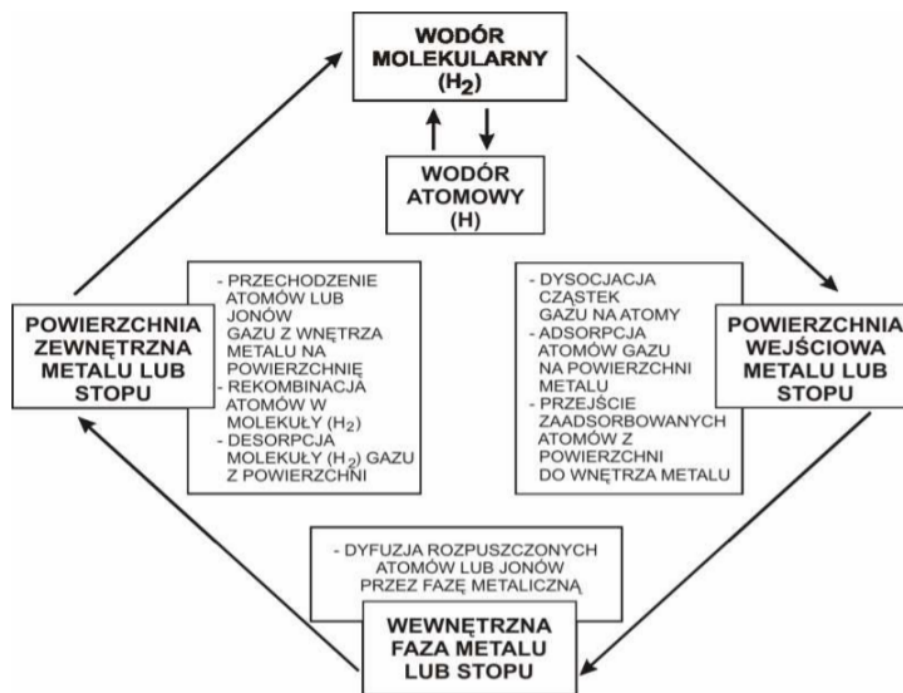 WODÓR
MOLEKULARNY
(H₂)
WODÓR
ATOMOWY
(H)
POWIERZCHNIA
ZEWNĘTRZNA
METALU LUB
STOPU
- PRZECHODZENIE
ATOMÓW LUB
JONÓW
GAZU Z WNĘTRZA
METALU NA
POWIERZCHNIĘ
- REKOMBINACJA
ATOMÓW W
MOLEKUŁY (H₂)
- DESORPCJA
MOLEKUŁY (H₂) GAZU
Z POWIERZCHNI
- DYSOCJACJA
CZĄSTEK
GAZU NA ATOMY
- ADSORPCJA
ATOMÓW GAZU
NA POWIERZCHNI
METALU
- PRZEJŚCIE
ZAADSORBOWANYCH
ATOMÓW Z
POWIERZCHNI
DO WNĘTRZA METALU
POWIERZCHNIA
WEJŚCIOWA
METALU LUB
STOPU
- DYFUZJA ROZPUSZCZONYCH
ATOMÓW LUB JONÓW
PRZEZ FAZĘ METALICZNĄ
WEWNĘTRZNA
FAZA METALU
LUB STOPU